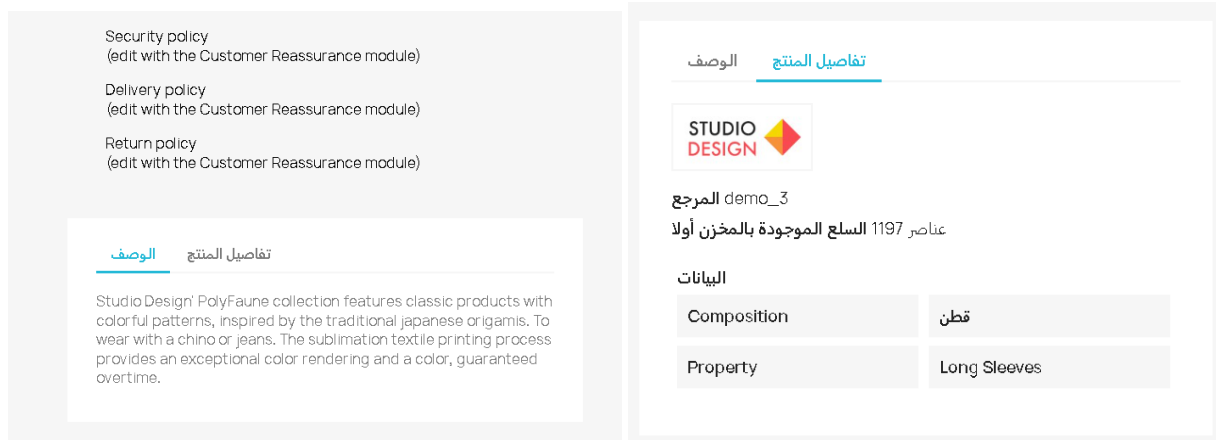 Security policy
(edit with the Customer Reassurance module)
Delivery policy
(edit with the Customer Reassurance module)
Return policy
(edit with the Customer Reassurance module)
الوصف تفاصيل المنتج
Studio Design' PolyFaune collection features classic products with
colorful patterns, inspired by the traditional japanese origamis. To
wear with a chino or jeans. The sublimation textile printing process
provides an exceptional color rendering and a color, guaranteed
overtime.
الوصف تفاصيل المنتج
STUDIO
DESIGN
المرجع demo_3
السلع الموجودة بالمخزن أولا 1197 عناصر
البيانات
Composition قطن
Property Long Sleeves